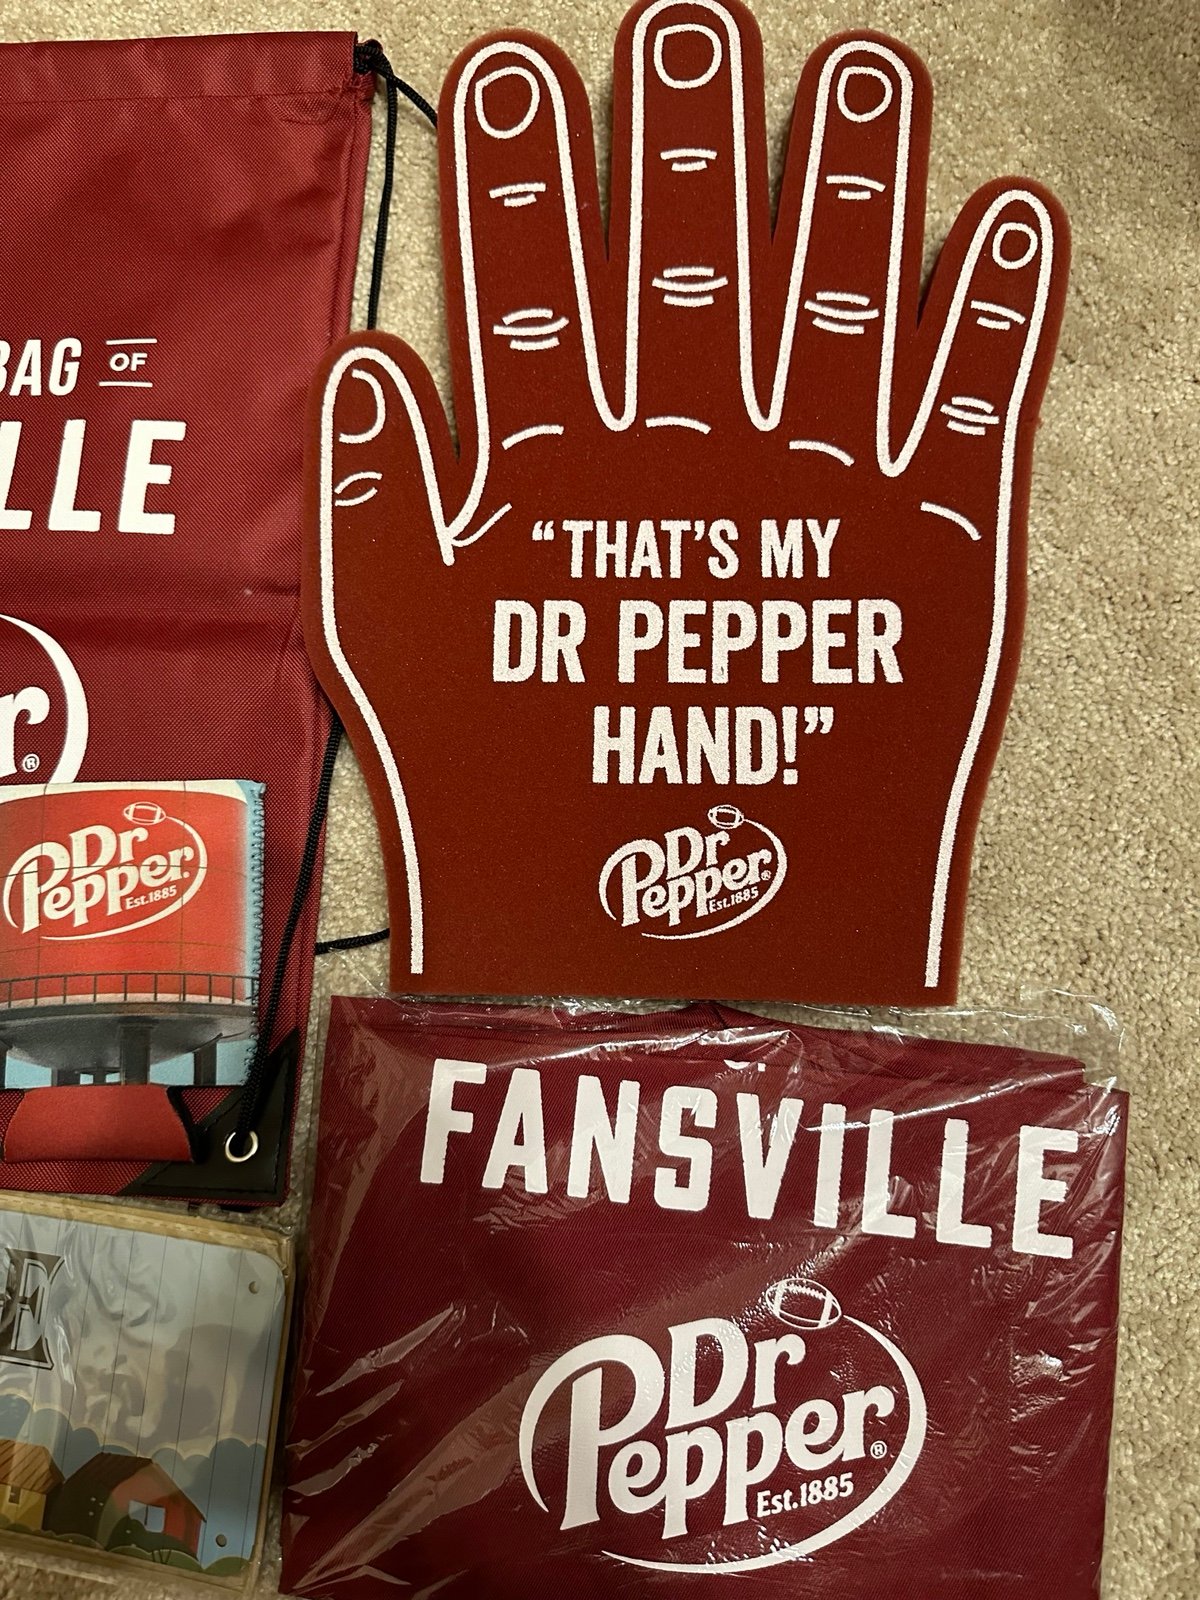 BAG OF
LLE
r®
Dr
Pepper®
Est.1885
E
“THAT’S MY
DR PEPPER
HAND!”
Dr
Pepper®
Est.1885
FANSVILLE
Dr
Pepper®
Est.1885